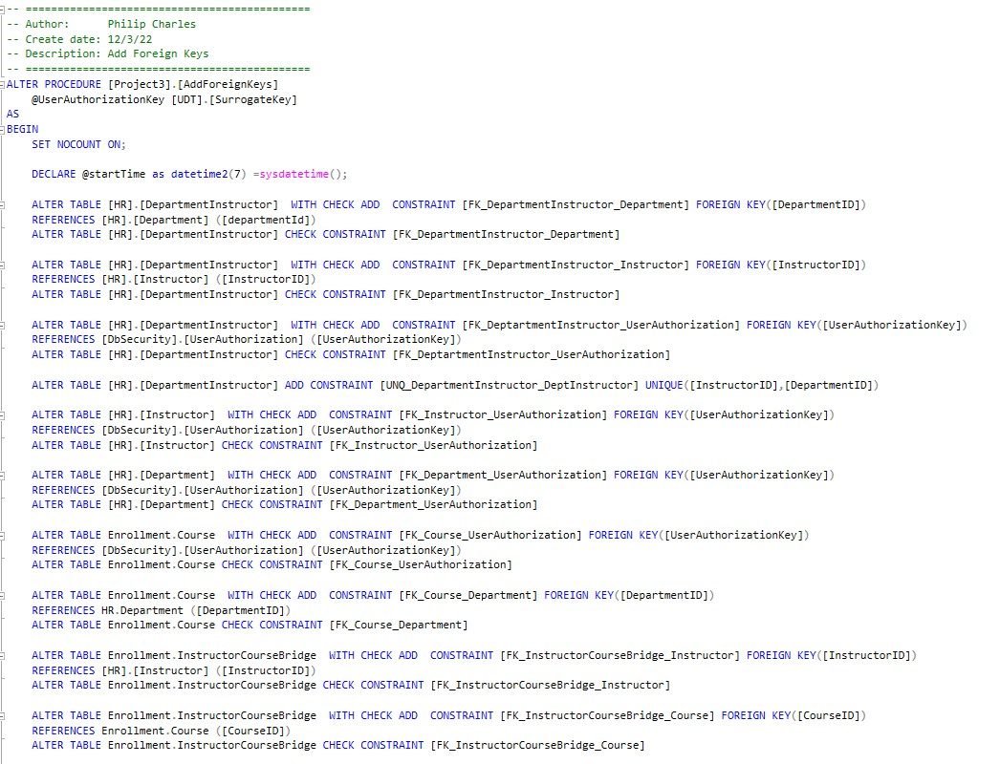 -- =============================================
-- Author:      Philip Charles
-- Create date: 12/3/22
-- Description: Add Foreign Keys
-- =============================================
ALTER PROCEDURE [Project3].[AddForeignKeys]
    @UserAuthorizationKey [UDT].[SurrogateKey]
AS
BEGIN
    SET NOCOUNT ON;

    DECLARE @startTime as datetime2(7) =sysdatetime();

    ALTER TABLE [HR].[DepartmentInstructor]  WITH CHECK ADD  CONSTRAINT [FK_DepartmentInstructor_Department] FOREIGN KEY([DepartmentID])
    REFERENCES [HR].[Department] ([departmentId])
    ALTER TABLE [HR].[DepartmentInstructor] CHECK CONSTRAINT [FK_DepartmentInstructor_Department]

    ALTER TABLE [HR].[DepartmentInstructor]  WITH CHECK ADD  CONSTRAINT [FK_DepartmentInstructor_Instructor] FOREIGN KEY([InstructorID])
    REFERENCES [HR].[Instructor] ([InstructorID])
    ALTER TABLE [HR].[DepartmentInstructor] CHECK CONSTRAINT [FK_DepartmentInstructor_Instructor]

    ALTER TABLE [HR].[DepartmentInstructor]  WITH CHECK ADD  CONSTRAINT [FK_DeptartmentInstructor_UserAuthorization] FOREIGN KEY([UserAuthorizationKey])
    REFERENCES [DbSecurity].[UserAuthorization] ([UserAuthorizationKey])
    ALTER TABLE [HR].[DepartmentInstructor] CHECK CONSTRAINT [FK_DeptartmentInstructor_UserAuthorization]

    ALTER TABLE [HR].[DepartmentInstructor] ADD CONSTRAINT [UNQ_DepartmentInstructor_DeptInstructor] UNIQUE([InstructorID],[DepartmentID])

    ALTER TABLE [HR].[Instructor]  WITH CHECK ADD  CONSTRAINT [FK_Instructor_UserAuthorization] FOREIGN KEY([UserAuthorizationKey])
    REFERENCES [DbSecurity].[UserAuthorization] ([UserAuthorizationKey])
    ALTER TABLE [HR].[Instructor] CHECK CONSTRAINT [FK_Instructor_UserAuthorization]

    ALTER TABLE [HR].[Department]  WITH CHECK ADD  CONSTRAINT [FK_Department_UserAuthorization] FOREIGN KEY([UserAuthorizationKey])
    REFERENCES [DbSecurity].[UserAuthorization] ([UserAuthorizationKey])
    ALTER TABLE [HR].[Department] CHECK CONSTRAINT [FK_Department_UserAuthorization]

    ALTER TABLE Enrollment.Course  WITH CHECK ADD  CONSTRAINT [FK_Course_UserAuthorization] FOREIGN KEY([UserAuthorizationKey])
    REFERENCES [DbSecurity].[UserAuthorization] ([UserAuthorizationKey])
    ALTER TABLE Enrollment.Course CHECK CONSTRAINT [FK_Course_UserAuthorization]

    ALTER TABLE Enrollment.Course  WITH CHECK ADD  CONSTRAINT [FK_Course_Department] FOREIGN KEY([DepartmentID])
    REFERENCES HR.Department ([DepartmentID])
    ALTER TABLE Enrollment.Course CHECK CONSTRAINT [FK_Course_Department]

    ALTER TABLE Enrollment.InstructorCourseBridge  WITH CHECK ADD  CONSTRAINT [FK_InstructorCourseBridge_Instructor] FOREIGN KEY([InstructorID])
    REFERENCES [HR].[Instructor] ([InstructorID])
    ALTER TABLE Enrollment.InstructorCourseBridge CHECK CONSTRAINT [FK_InstructorCourseBridge_Instructor]

    ALTER TABLE Enrollment.InstructorCourseBridge  WITH CHECK ADD  CONSTRAINT [FK_InstructorCourseBridge_Course] FOREIGN KEY([CourseID])
    REFERENCES Enrollment.Course ([CourseID])
    ALTER TABLE Enrollment.InstructorCourseBridge CHECK CONSTRAINT [FK_InstructorCourseBridge_Course]